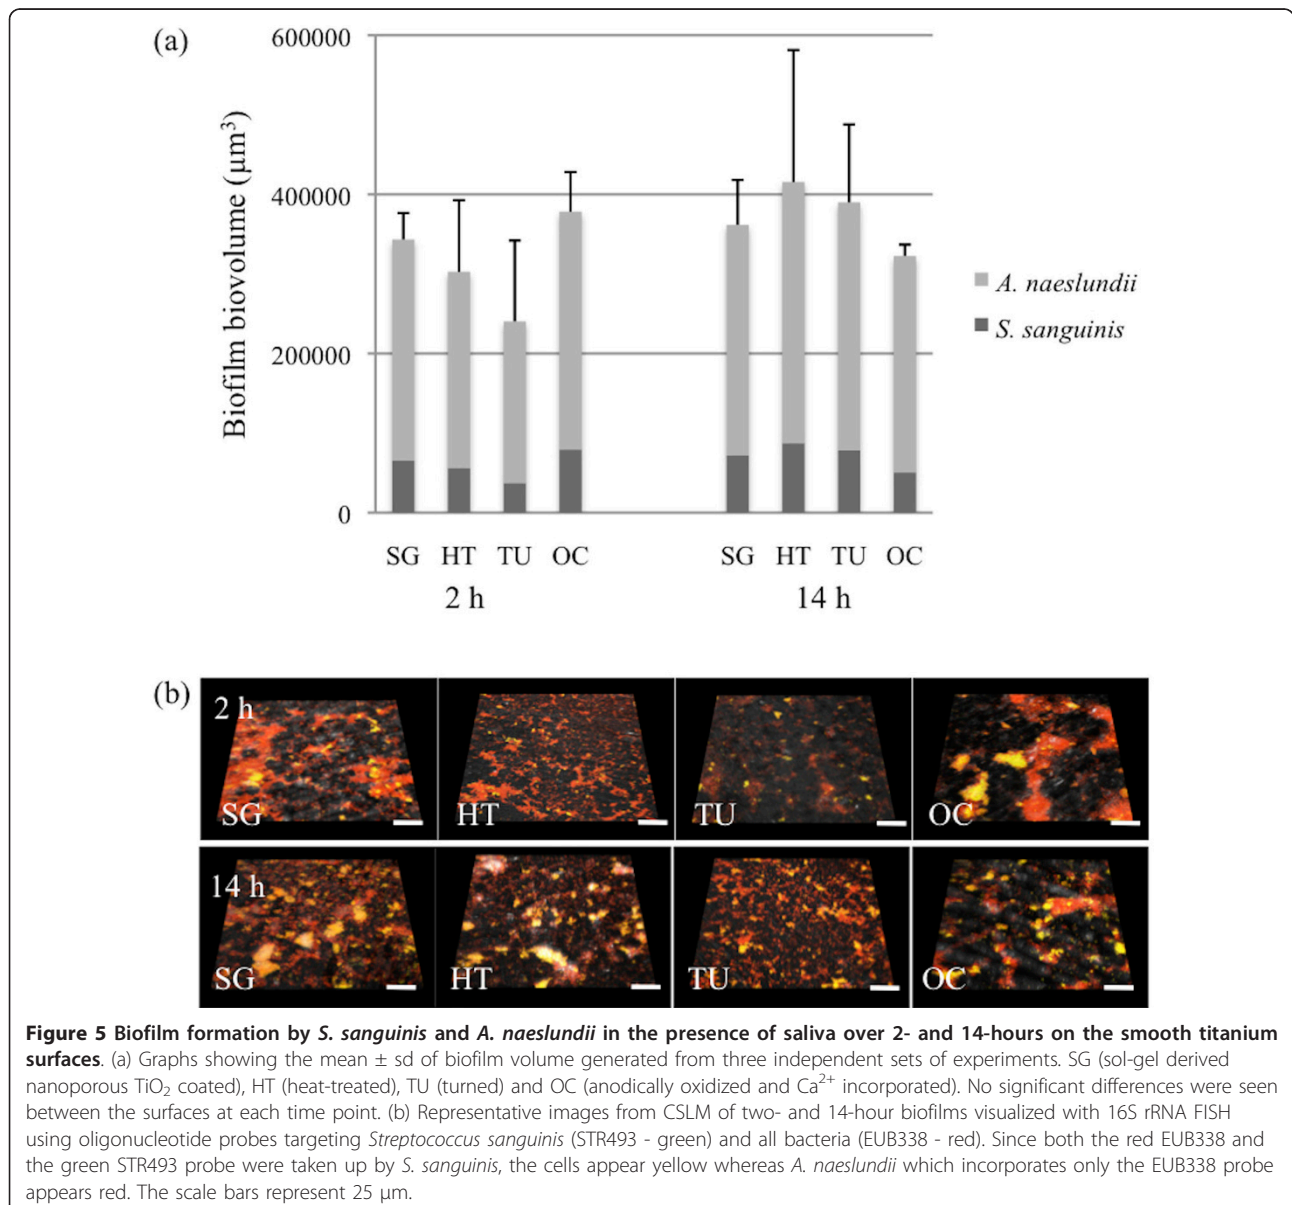 (a)
600000
400000
200000
0
Biofilm biovolume (µm³)
A. naeslundii
S. sanguinis
SG HT TU OC SG HT TU OC
2 h 14 h
(b)
2 h
SG HT TU OC
14 h
SG HT TU OC
Figure 5 Biofilm formation by S. sanguinis and A. naeslundii in the presence of saliva over 2- and 14-hours on the smooth titanium
surfaces. (a) Graphs showing the mean ± sd of biofilm volume generated from three independent sets of experiments. SG (sol-gel derived
nanoporous TiO₂ coated), HT (heat-treated), TU (turned) and OC (anodically oxidized and Ca²⁺ incorporated). No significant differences were seen
between the surfaces at each time point. (b) Representative images from CSLM of two- and 14-hour biofilms visualized with 16S rRNA FISH
using oligonucleotide probes targeting Streptococcus sanguinis (STR493 - green) and all bacteria (EUB338 - red). Since both the red EUB338 and
the green STR493 probe were taken up by S. sanguinis, the cells appear yellow whereas A. naeslundii which incorporates only the EUB338 probe
appears red. The scale bars represent 25 µm.